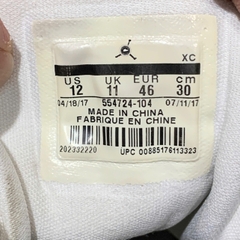 XC
US UK EUR cm
12 11 46 30
04/18/17 554724-104 07/11/17
MADE IN CHINA
FABRIQUE EN CHINE
202332220
UPC 00885176113323